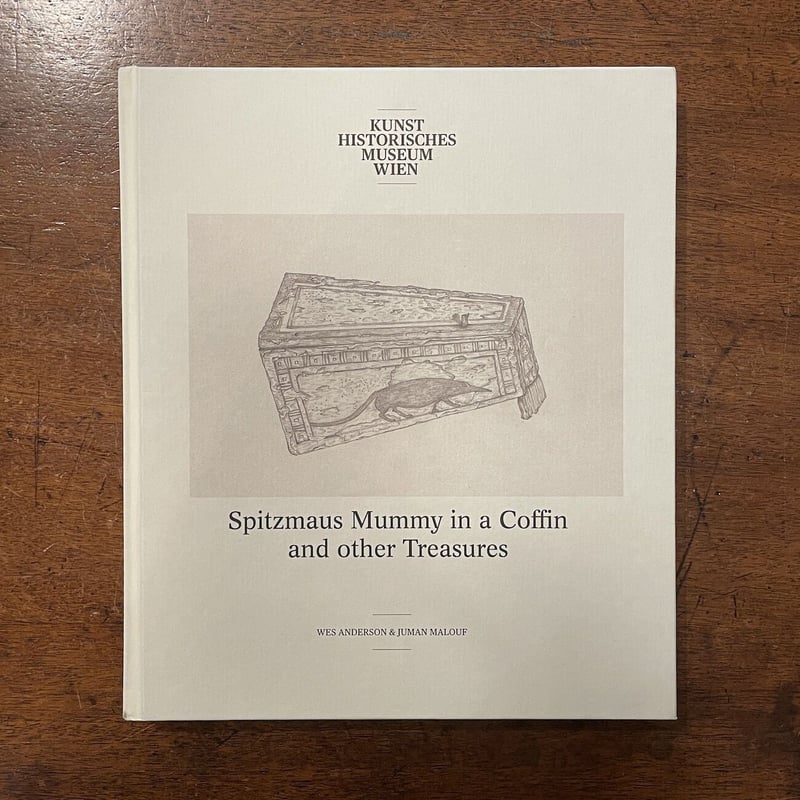 KUNST
HISTORISCHES
MUSEUM
WIEN
Spitzmaus Mummy in a Coffin
and other Treasures
WES ANDERSON & JUMAN MALOUF